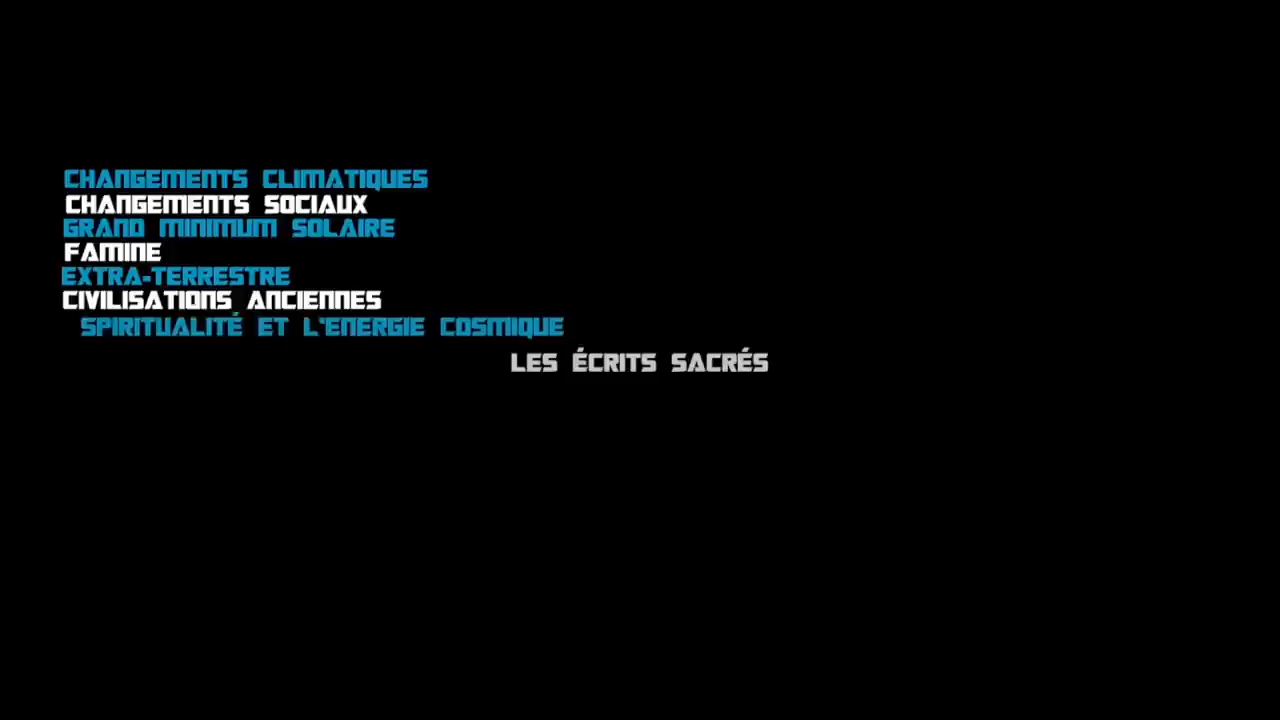 CHANGEMENTS CLIMATIQUES
CHANGEMENTS SOCIAUX
GRAND MINIMUM SOLAIRE
FAMINE
EXTRA-TERRESTRE
CIVILISATIONS ANCIENNES
SPIRITUALITÉ ET L'ENERGIE COSMIQUE
LES ÉCRITS SACRÉS